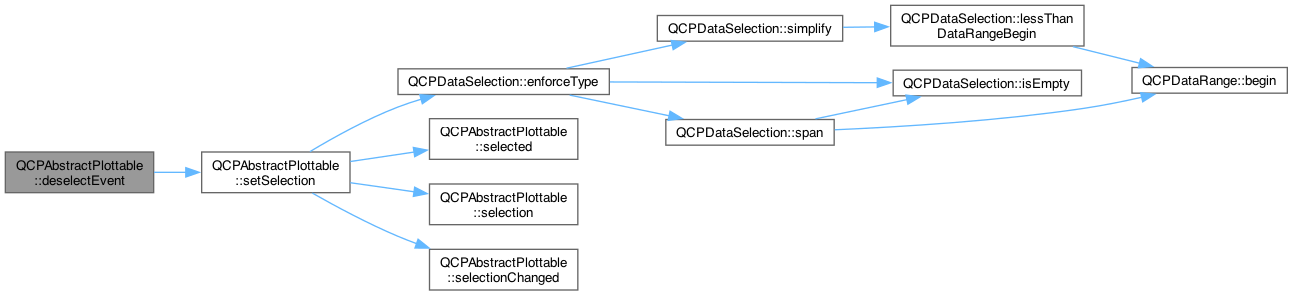 QCPAbstractPlottable
::deselectEvent
QCPAbstractPlottable
::setSelection
QCPDataSelection::enforceType
QCPAbstractPlottable
::selected
QCPAbstractPlottable
::selection
QCPAbstractPlottable
::selectionChanged
QCPDataSelection::simplify
QCPDataSelection::span
QCPDataSelection::lessThan
DataRangeBegin
QCPDataSelection::isEmpty
QCPDataRange::begin